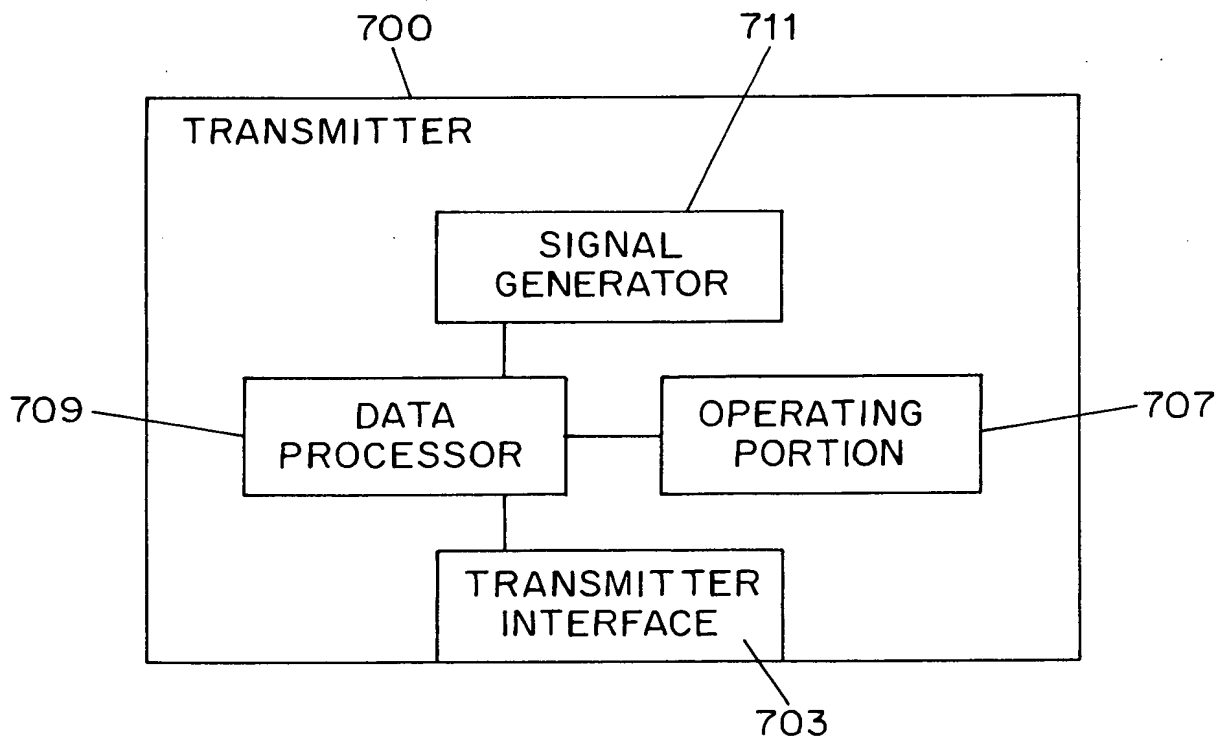 700
711
TRANSMITTER
SIGNAL
GENERATOR
709
DATA
PROCESSOR
OPERATING
PORTION
707
TRANSMITTER
INTERFACE
703